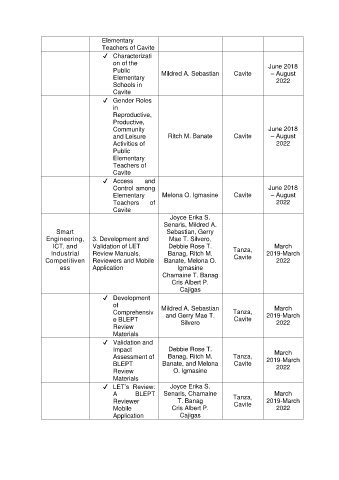 Elementary
Teachers of Cavite
✓ Characterizati
on of the
Public
Elementary
Schools in
Cavite
Mildred A. Sebastian
Cavite
June 2018
– August
2022
✓ Gender Roles
in
Reproductive,
Productive,
Community
and Leisure
Activities of
Public
Elementary
Teachers of
Cavite
Ritch M. Banate
Cavite
June 2018
– August
2022
✓ Access and
Control among
Elementary
Teachers of
Cavite
Melona O. Igmasine
Cavite
June 2018
– August
2022
Smart
Engineering,
ICT, and
Industrial
Competitiven
ess
3. Development and
Validation of LET
Review Manuals,
Reviewers and Mobile
Application
Joyce Erika S.
Senaris, Mildred A.
Sebastian, Gerry
Mae T. Silvero,
Debbie Rose T.
Banag, Ritch M.
Banate, Melona O.
Igmasine
Chamaine T. Banag
Cris Albert P.
Cajigas
Tanza,
Cavite
March
2019-March
2022
✓ Development
of
Comprehensiv
e BLEPT
Review
Materials
Mildred A. Sebastian
and Gerry Mae T.
Silvero
Tanza,
Cavite
March
2019-March
2022
✓ Validation and
Impact
Assessment of
BLEPT
Review
Materials
Debbie Rose T.
Banag, Ritch M.
Banate, and Melona
O. Igmasine
Tanza,
Cavite
March
2019-March
2022
✓ LET's Review:
A BLEPT
Reviewer
Mobile
Application
Joyce Erika S.
Senaris, Chamaine
T. Banag
Cris Albert P.
Cajigas
Tanza,
Cavite
March
2019-March
2022